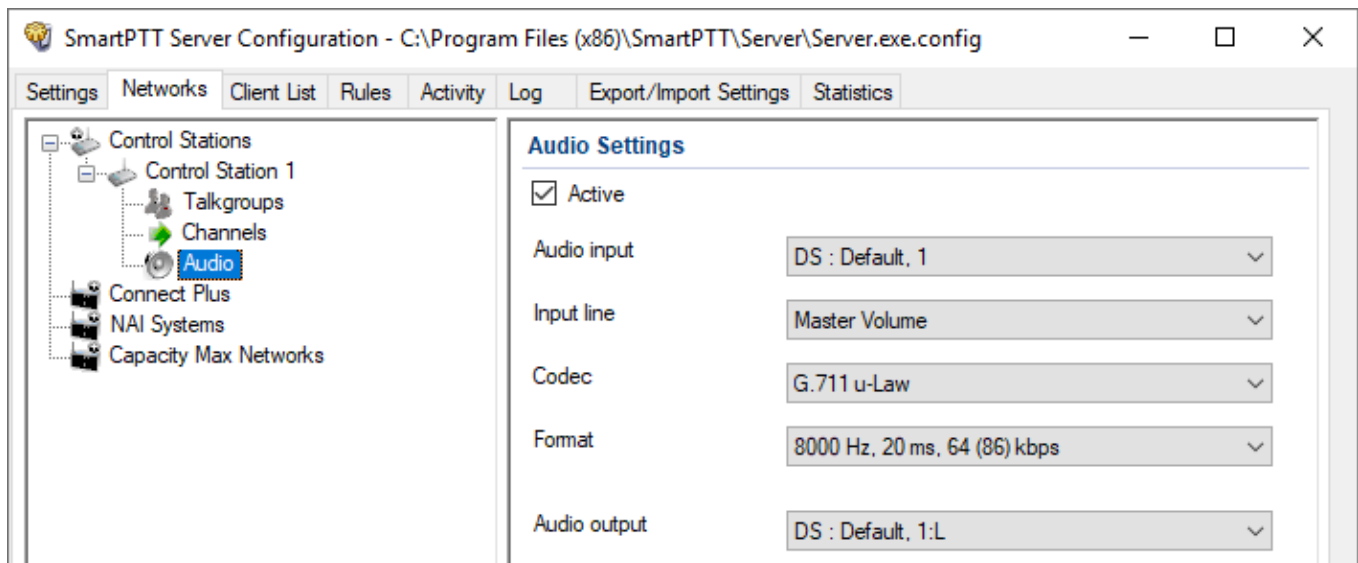 SmartPTT Server Configuration - C:\Program Files (x86)\SmartPTT\Server\Server.exe.config
Settings Networks Client List Rules Activity Log Export/Import Settings Statistics
Control Stations
Control Station 1
Talkgroups
Channels
Audio
Connect Plus
NAI Systems
Capacity Max Networks
Audio Settings
Active
Audio input DS : Default, 1
Input line Master Volume
Codec G.711 u-Law
Format 8000 Hz, 20 ms, 64 (86) kbps
Audio output DS : Default, 1:L